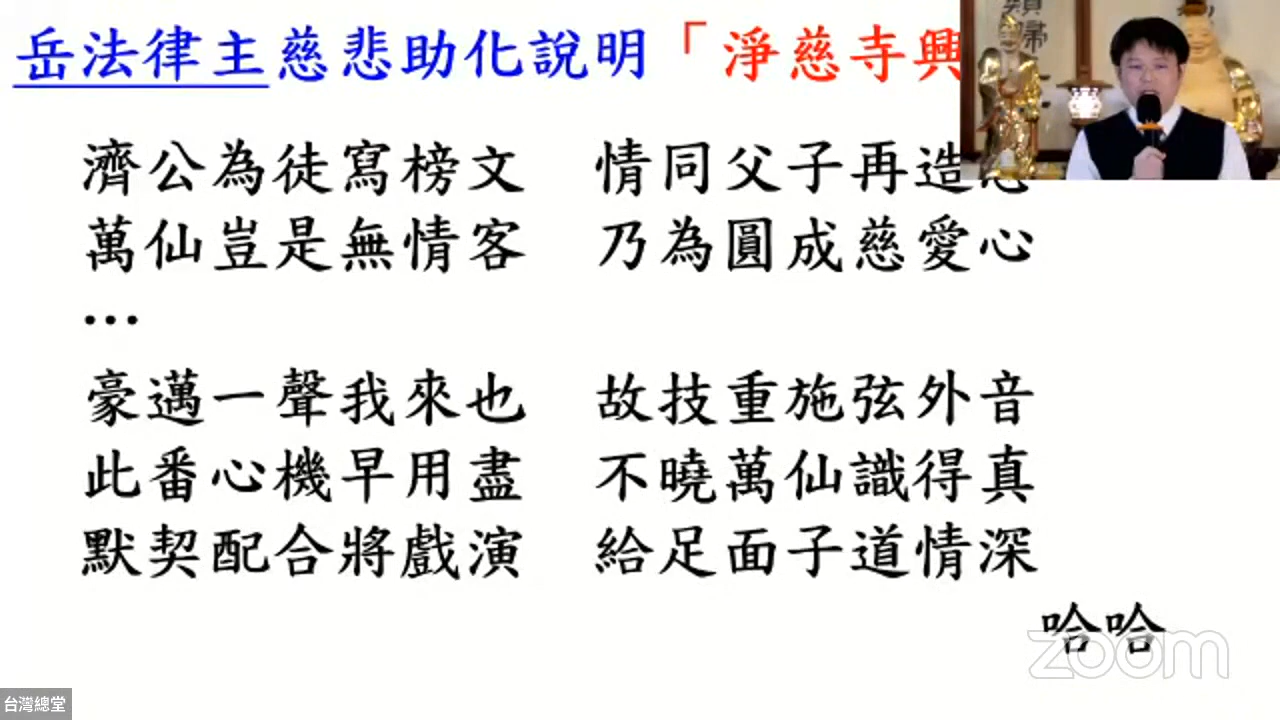 岳法律主慈悲助化說明「淨慈寺興
濟公為徒寫榜文 情同父子再造
萬仙豈是無情客 乃為圓成慈愛心
...
豪邁一聲我來也 故技重施弦外音
此番心機早用盡 不曉萬仙識得真
默契配合將戲演 給足面子道情深
哈哈
zoom
台灣總堂